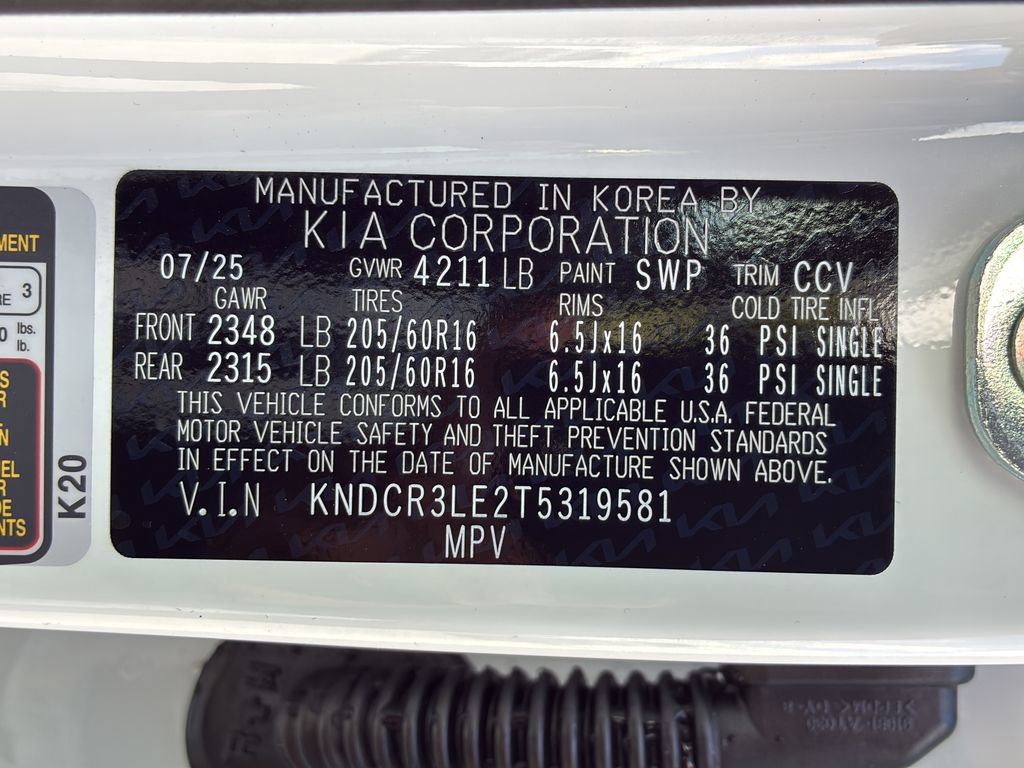 MANUFACTURED IN KOREA BY
KIA CORPORATION
07/25 GVWR 4211 LB PAINT SWP TRIM CCV
GAWR TIRES RIMS COLD TIRE INFL
FRONT 2348 LB 205/60R16 6.5Jx16 36 PSI SINGLE
REAR 2315 LB 205/60R16 6.5Jx16 36 PSI SINGLE
THIS VEHICLE CONFORMS TO ALL APPLICABLE U.S.A. FEDERAL
MOTOR VEHICLE SAFETY AND THEFT PREVENTION STANDARDS
IN EFFECT ON THE DATE OF MANUFACTURE SHOWN ABOVE.
V.I.N KNDCR3LE2T5319581
MPV
K20
3
lbs.
lb.